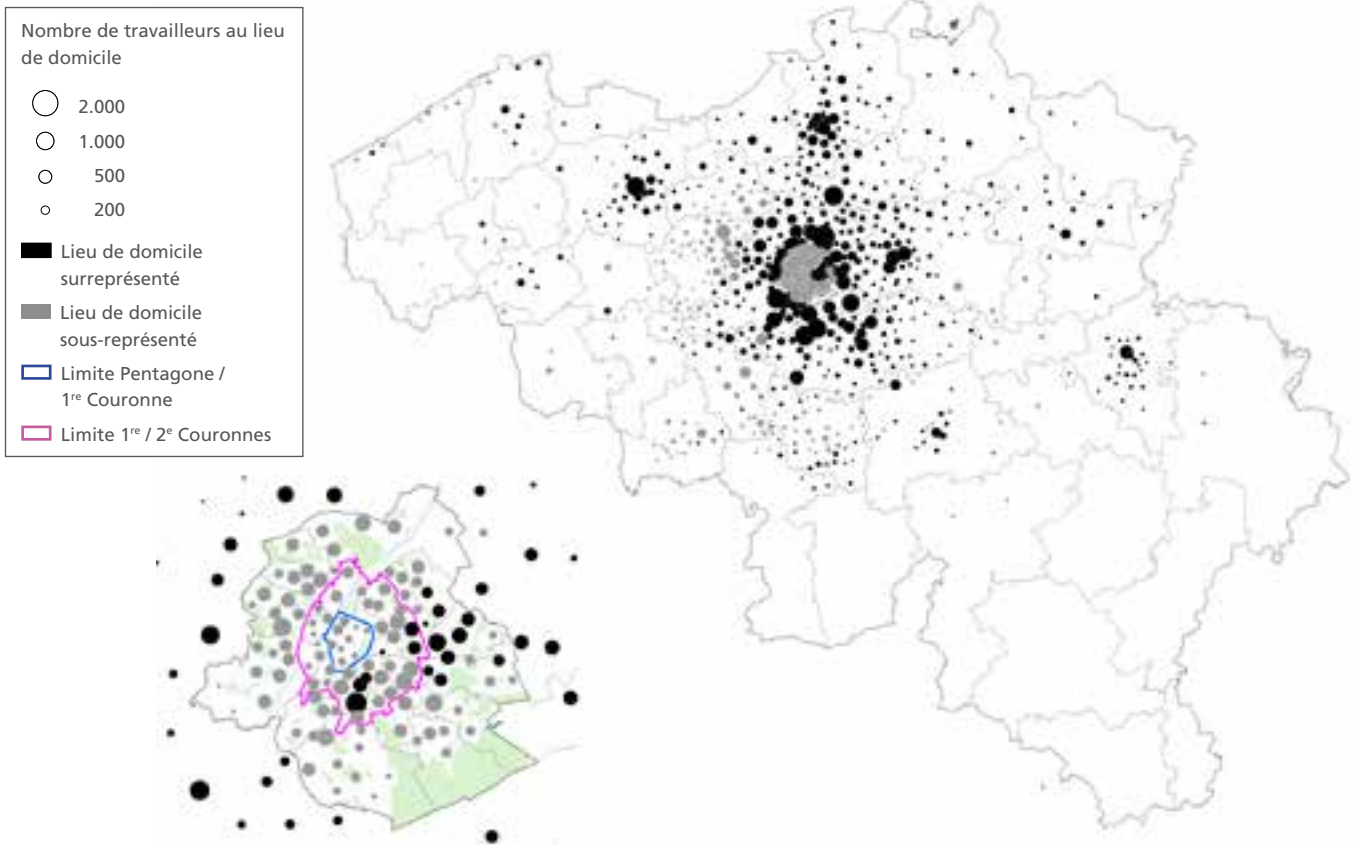 Nombre de travailleurs au lieu
de domicile
2.000
1.000
500
200
Lieu de domicile
surreprésenté
Lieu de domicile
sous-représenté
Limite Pentagone /
1re Couronne
Limite 1re / 2e Couronnes